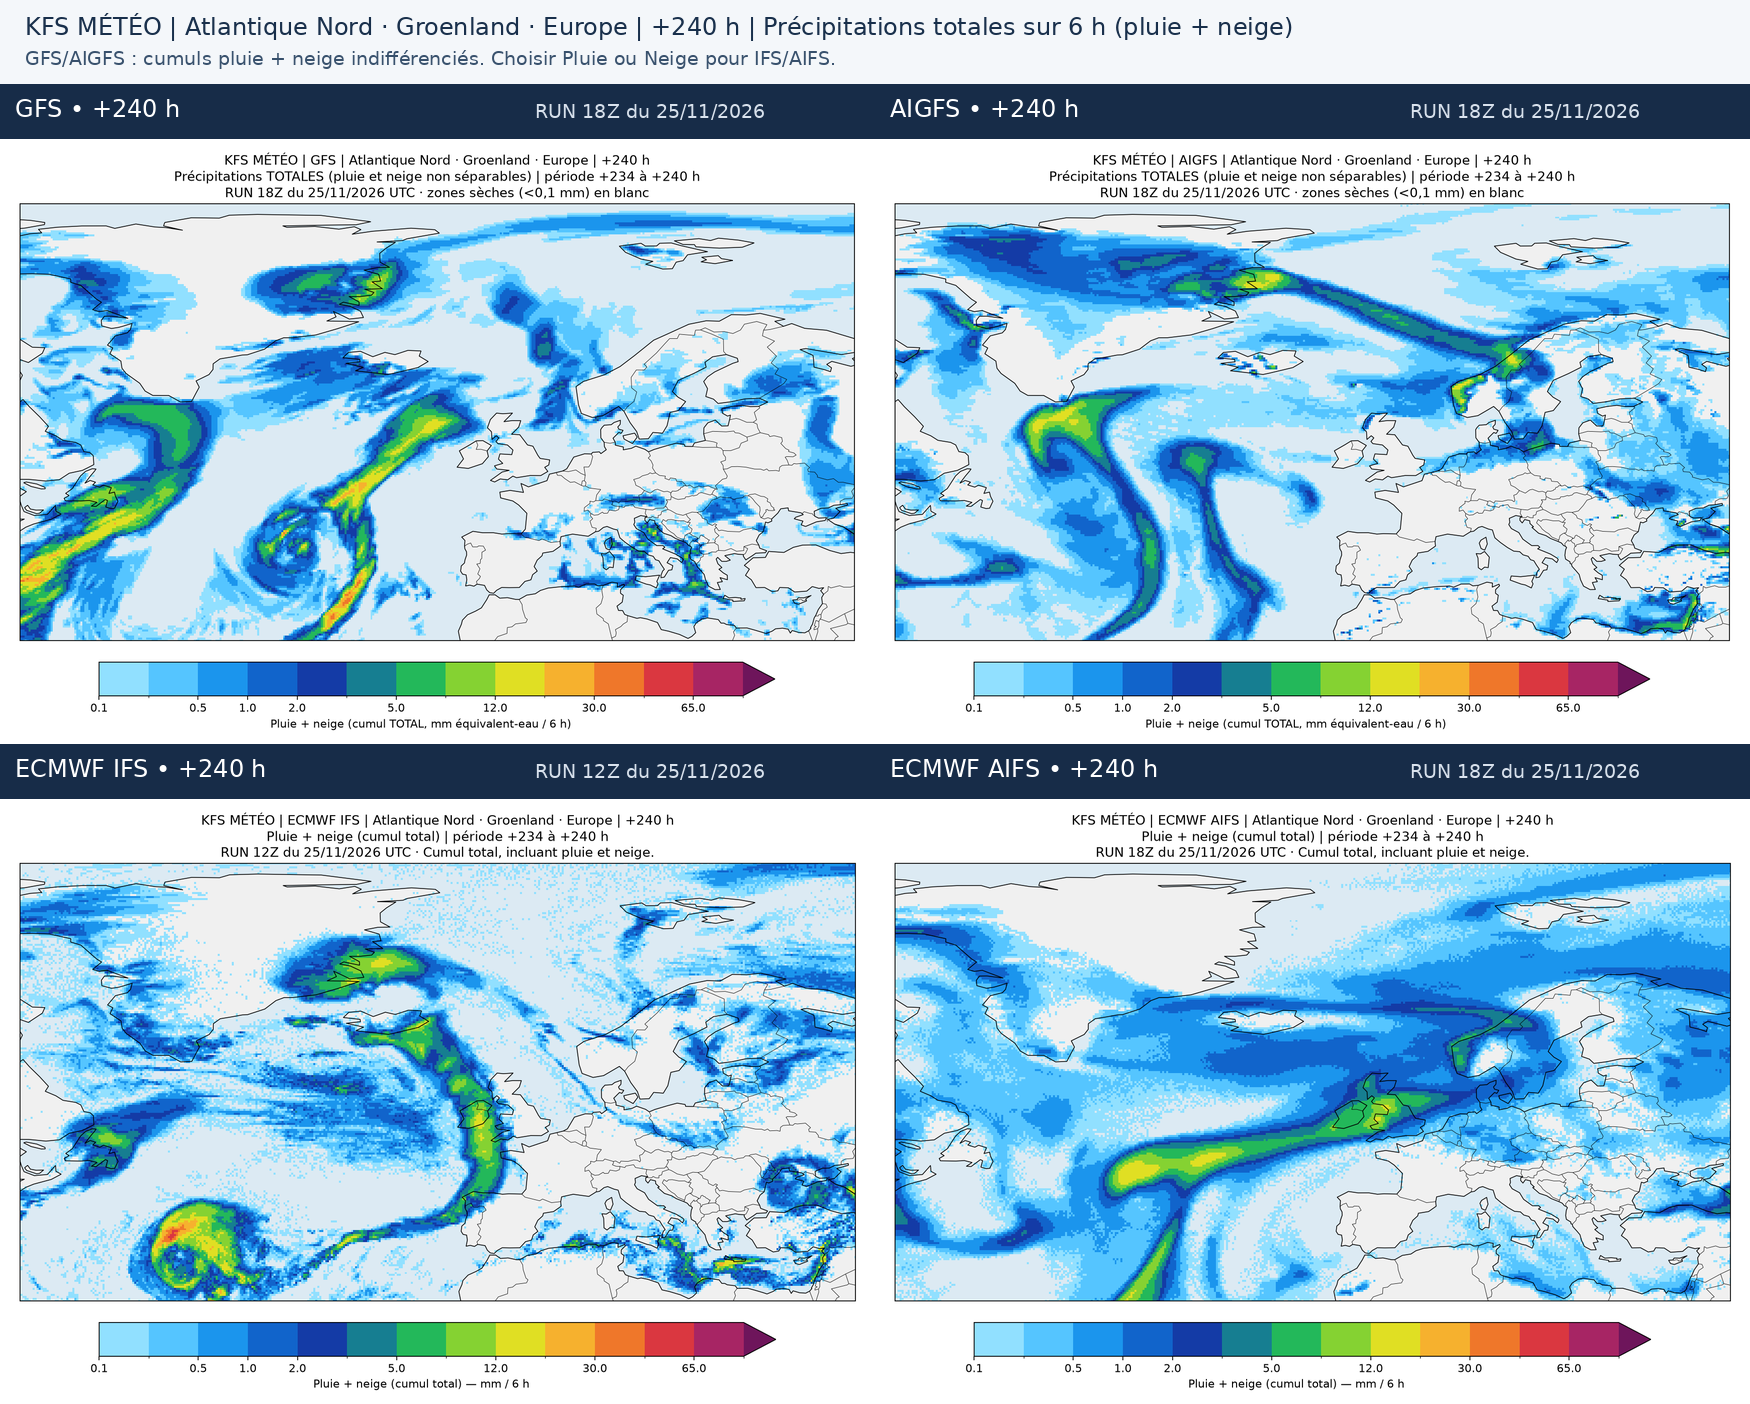 KFS MÉTÉO | Atlantique Nord · Groenland · Europe | +240 h | Précipitations totales sur 6 h (pluie + neige)
GFS/AIGFS : cumuls pluie + neige indifférenciés. Choisir Pluie ou Neige pour IFS/AIFS.
GFS • +240 h
RUN 18Z du 25/11/2026
KFS MÉTÉO | GFS | Atlantique Nord · Groenland · Europe | +240 h
Précipitations TOTALES (pluie et neige non séparables) | période +234 à +240 h
RUN 18Z du 25/11/2026 UTC · zones sèches (<0,1 mm) en blanc
0.1 0.5 1.0 2.0 5.0 12.0 30.0 65.0
Pluie + neige (cumul TOTAL, mm équivalent-eau / 6 h)
AIGFS • +240 h
RUN 18Z du 25/11/2026
KFS MÉTÉO | AIGFS | Atlantique Nord · Groenland · Europe | +240 h
Précipitations TOTALES (pluie et neige non séparables) | période +234 à +240 h
RUN 18Z du 25/11/2026 UTC · zones sèches (<0,1 mm) en blanc
0.1 0.5 1.0 2.0 5.0 12.0 30.0 65.0
Pluie + neige (cumul TOTAL, mm équivalent-eau / 6 h)
ECMWF IFS • +240 h
RUN 12Z du 25/11/2026
KFS MÉTÉO | ECMWF IFS | Atlantique Nord · Groenland · Europe | +240 h
Pluie + neige (cumul total) | période +234 à +240 h
RUN 12Z du 25/11/2026 UTC · Cumul total, incluant pluie et neige.
0.1 0.5 1.0 2.0 5.0 12.0 30.0 65.0
Pluie + neige (cumul total) — mm / 6 h
ECMWF AIFS • +240 h
RUN 18Z du 25/11/2026
KFS MÉTÉO | ECMWF AIFS | Atlantique Nord · Groenland · Europe | +240 h
Pluie + neige (cumul total) | période +234 à +240 h
RUN 18Z du 25/11/2026 UTC · Cumul total, incluant pluie et neige.
0.1 0.5 1.0 2.0 5.0 12.0 30.0 65.0
Pluie + neige (cumul total) — mm / 6 h